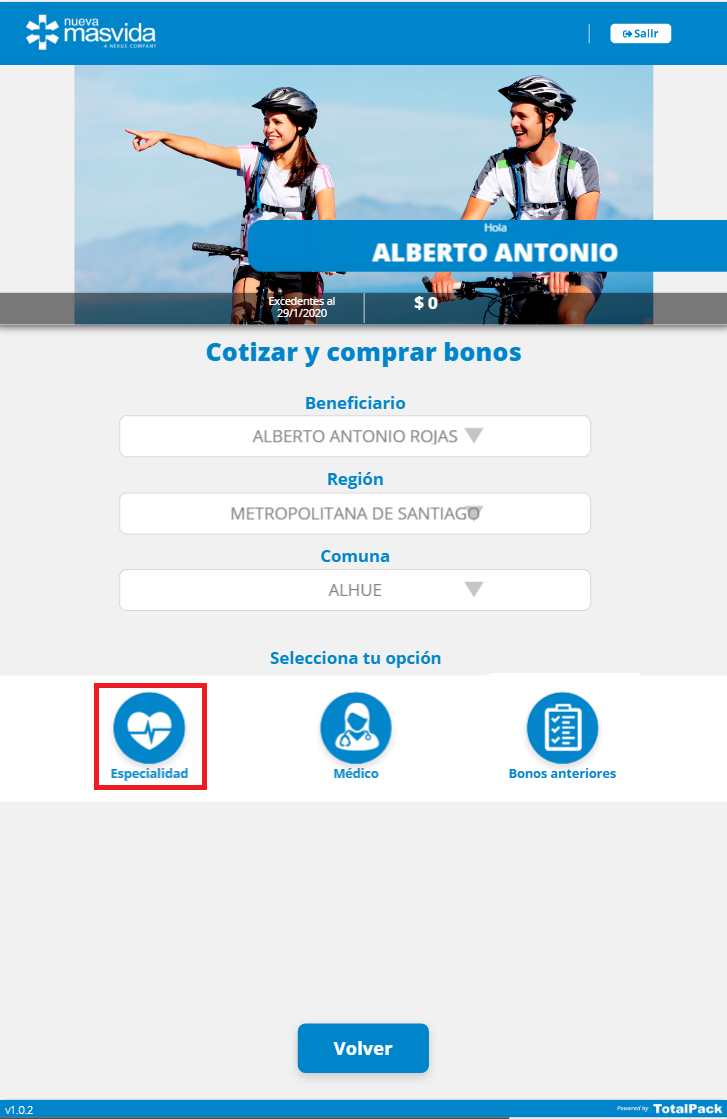 nueva
masvida
A NEXUS COMPANY
Salir
Hola
ALBERTO ANTONIO
Excedentes al
29/1/2020
$ 0
Cotizar y comprar bonos
Beneficiario
ALBERTO ANTONIO ROJAS
Región
METROPOLITANA DE SANTIAGO
Comuna
ALHUE
Selecciona tu opción
Especialidad
Médico
Bonos anteriores
Volver
v1.0.2
Powered by TotalPack